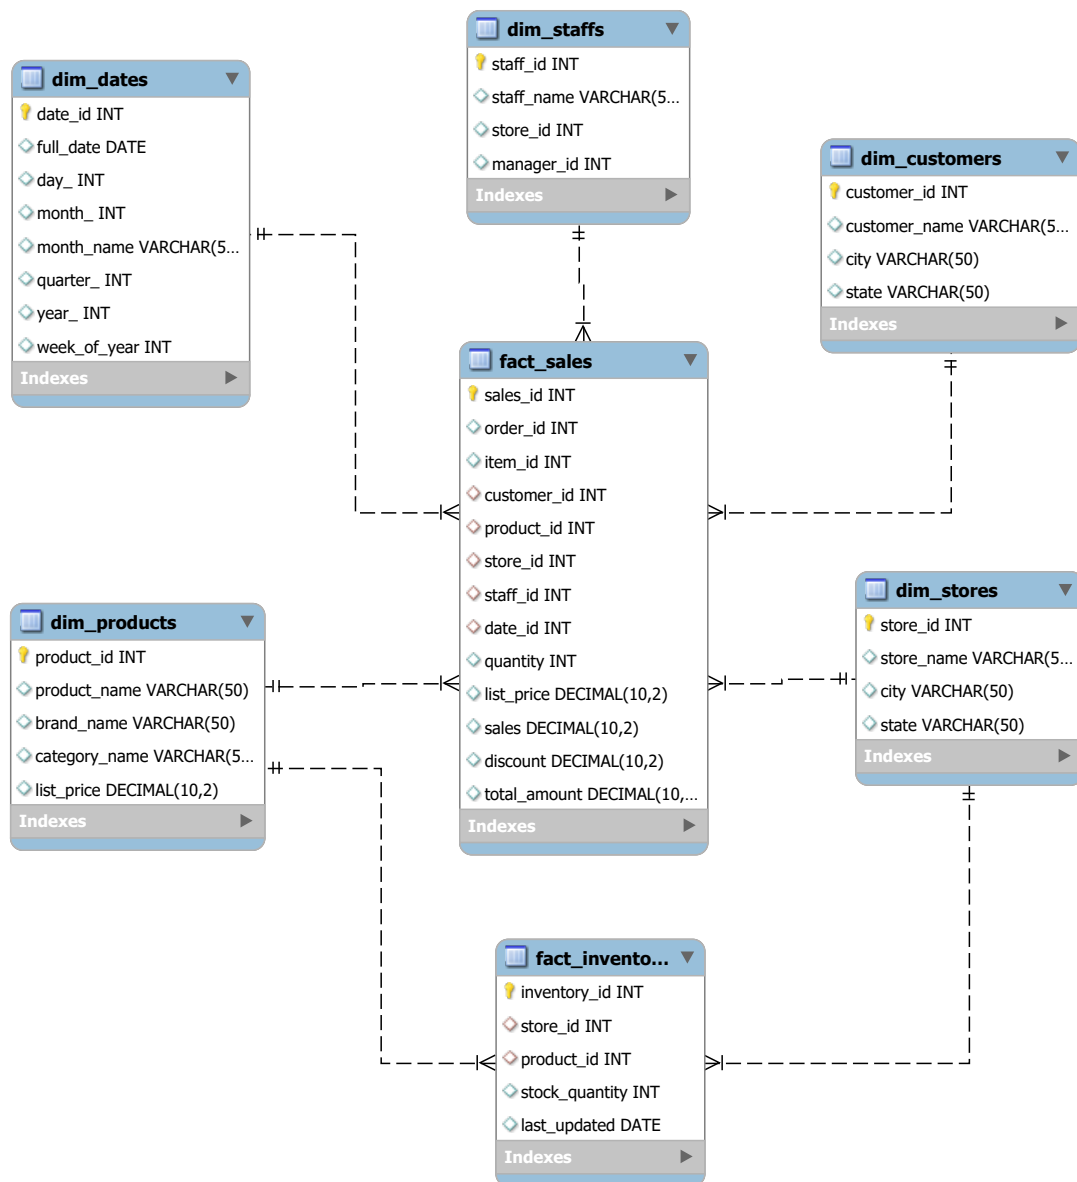 dim_staffs
staff_id INT
staff_name VARCHAR(5...
store_id INT
manager_id INT
Indexes
dim_dates
date_id INT
full_date DATE
day_ INT
month_ INT
month_name VARCHAR(5...
quarter_ INT
year_ INT
week_of_year INT
Indexes
dim_customers
customer_id INT
customer_name VARCHAR(5...
city VARCHAR(50)
state VARCHAR(50)
Indexes
fact_sales
sales_id INT
order_id INT
item_id INT
customer_id INT
product_id INT
store_id INT
staff_id INT
date_id INT
quantity INT
list_price DECIMAL(10,2)
sales DECIMAL(10,2)
discount DECIMAL(10,2)
total_amount DECIMAL(10,...
Indexes
dim_products
product_id INT
product_name VARCHAR(50)
brand_name VARCHAR(50)
category_name VARCHAR(5...
list_price DECIMAL(10,2)
Indexes
dim_stores
store_id INT
store_name VARCHAR(5...
city VARCHAR(50)
state VARCHAR(50)
Indexes
fact_invento...
inventory_id INT
store_id INT
product_id INT
stock_quantity INT
last_updated DATE
Indexes